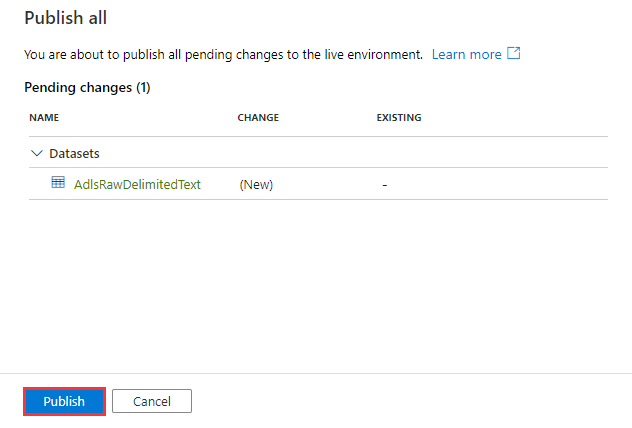 Publish all
You are about to publish all pending changes to the live environment. Learn more
Pending changes (1)
NAME CHANGE EXISTING
Datasets
AdlsRawDelimitedText (New) -
Publish Cancel